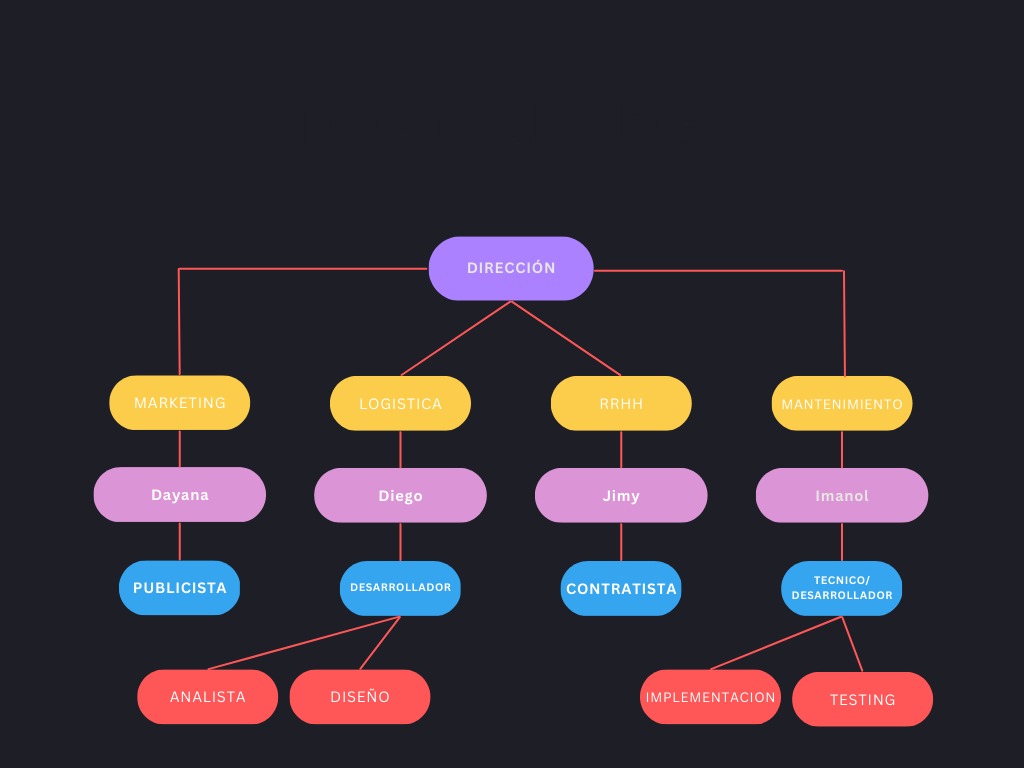 DIRECCIÓN
MARKETING
LOGISTICA
RRHH
MANTENIMIENTO
Dayana
Diego
Jimy
Imanol
PUBLICISTA
DESARROLLADOR
CONTRATISTA
TECNICO/
DESARROLLADOR
ANALISTA
DISEÑO
IMPLEMENTACION
TESTING